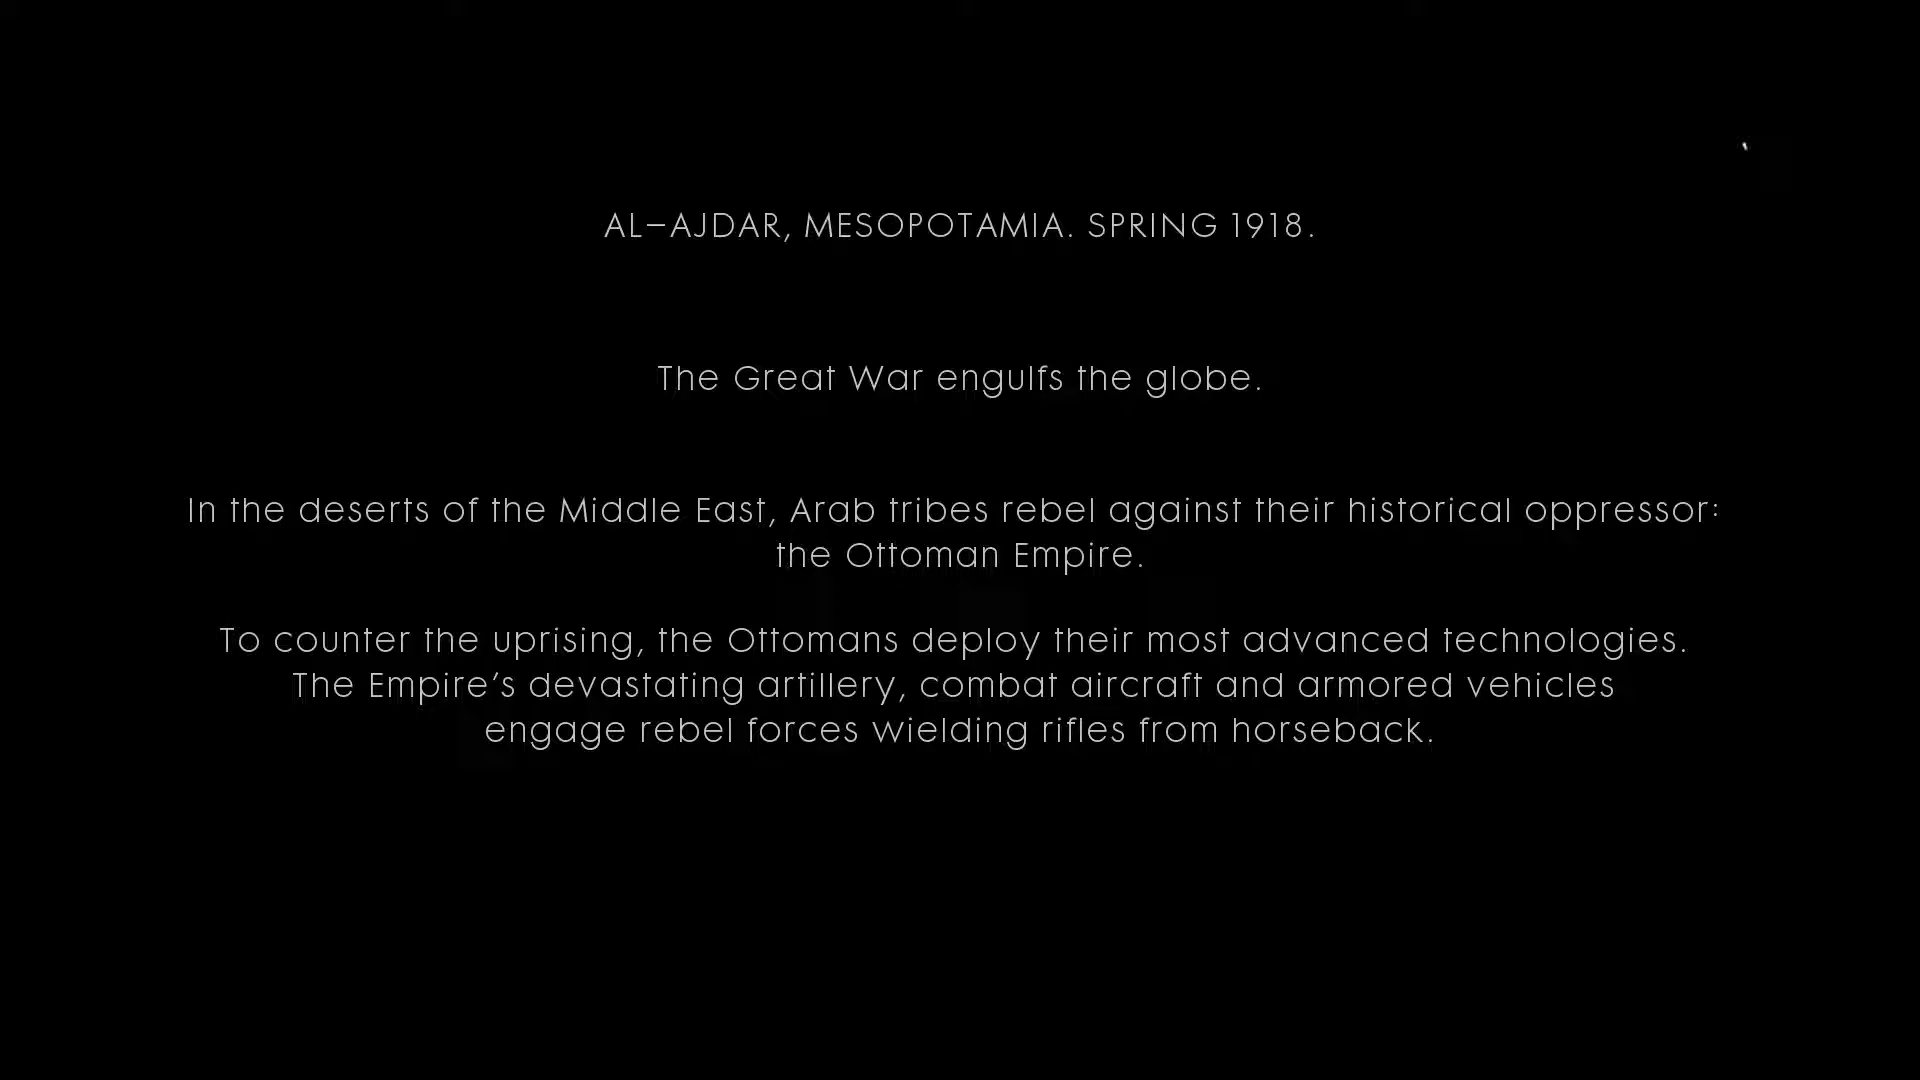 AL–AJDAR, MESOPOTAMIA. SPRING 1918.
The Great War engulfs the globe.
In the deserts of the Middle East, Arab tribes rebel against their historical oppressor:
the Ottoman Empire.
To counter the uprising, the Ottomans deploy their most advanced technologies.
The Empire’s devastating artillery, combat aircraft and armored vehicles
engage rebel forces wielding rifles from horseback.